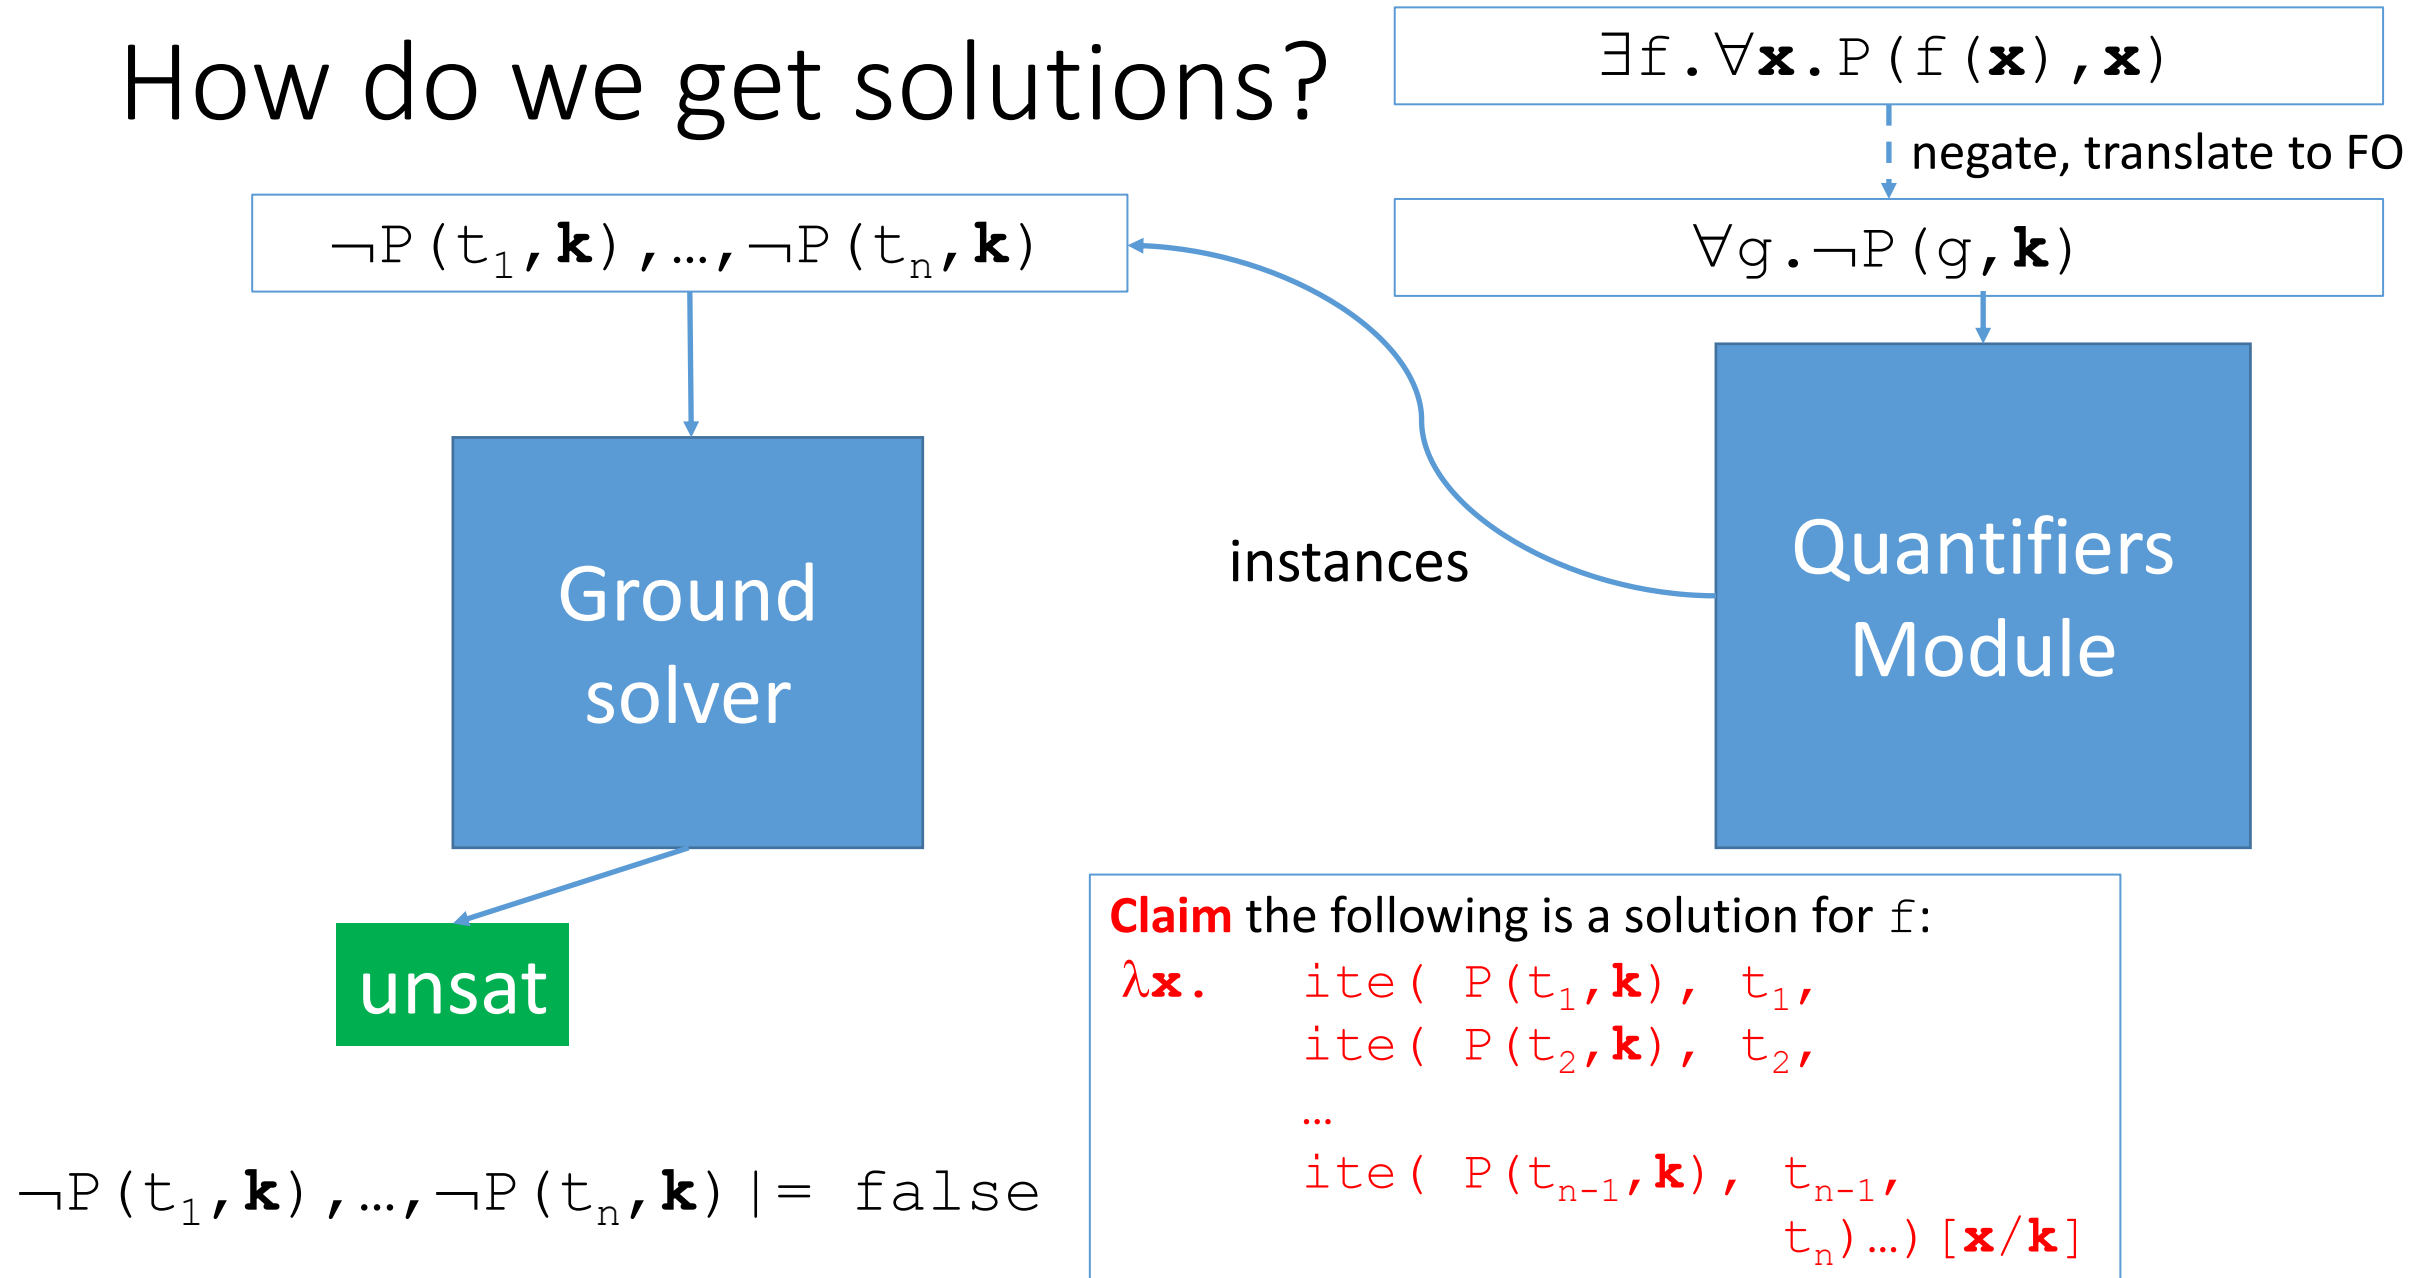 How do we get solutions?
∃f.∀x.P(f(x),x)
negate, translate to FO
¬P(t₁,k),…,¬P(tₙ,k)
∀g.¬P(g,k)
Ground
solver
instances
Quantifiers
Module
unsat
¬P(t₁,k),…,¬P(tₙ,k)|= false
Claim the following is a solution for f:
λx. ite( P(t₁,k), t₁,
ite( P(t₂,k), t₂,
…
ite( P(tₙ₋₁,k), tₙ₋₁,
tₙ)…)[x/k]